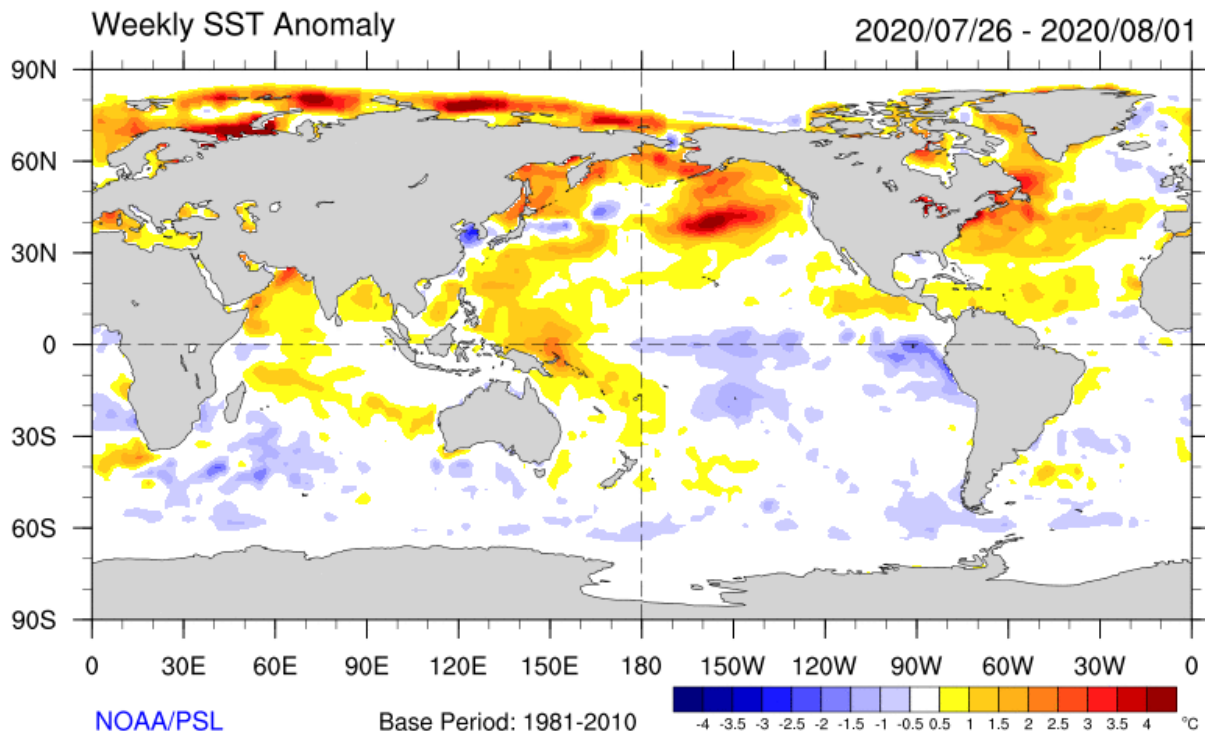 Weekly SST Anomaly 2020/07/26 - 2020/08/01
90N
60N
30N
0
30S
60S
90S
0 30E 60E 90E 120E 150E 180 150W 120W 90W 60W 30W 0
NOAA/PSL Base Period: 1981-2010
-4 -3.5 -3 -2.5 -2 -1.5 -1 -0.5 0.5 1 1.5 2 2.5 3 3.5 4 °C